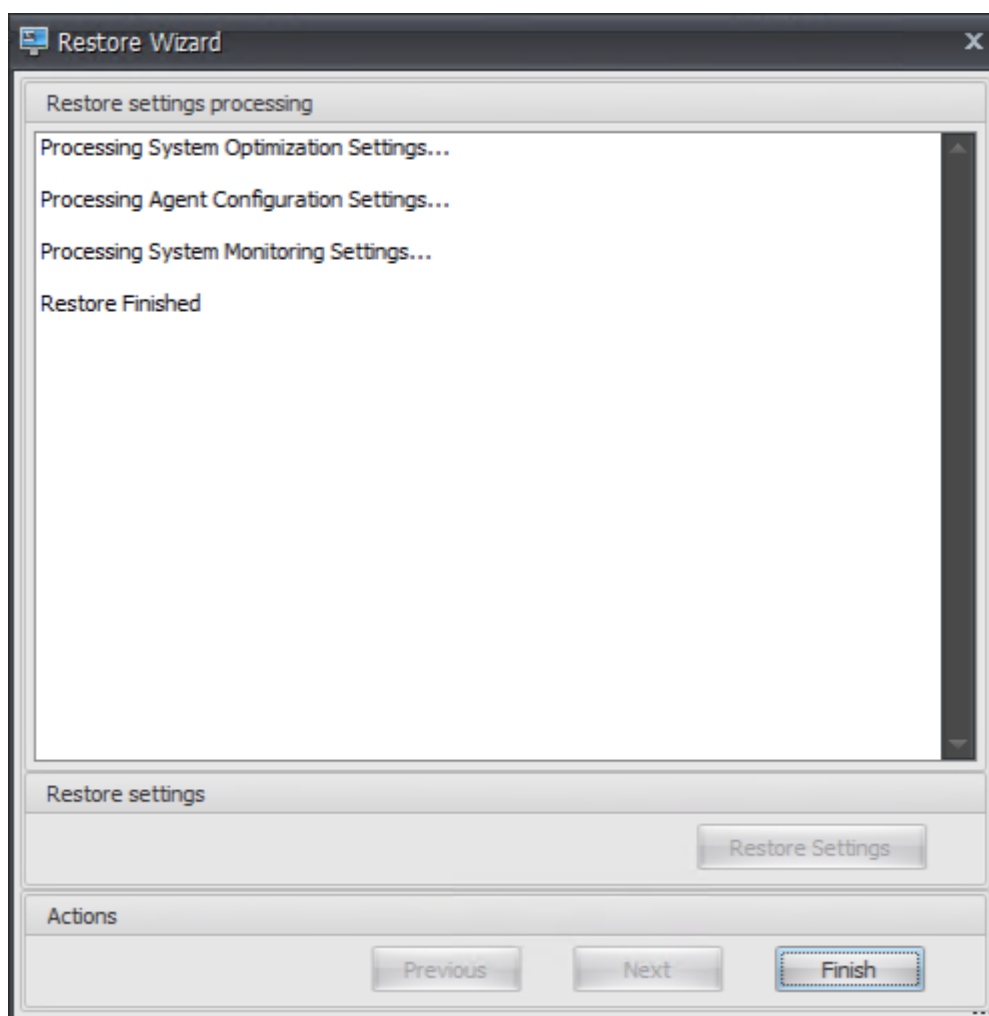 Restore Wizard
x
Restore settings processing
Processing System Optimization Settings...
Processing Agent Configuration Settings...
Processing System Monitoring Settings...
Restore Finished
Restore settings
Restore Settings
Actions
Previous Next Finish